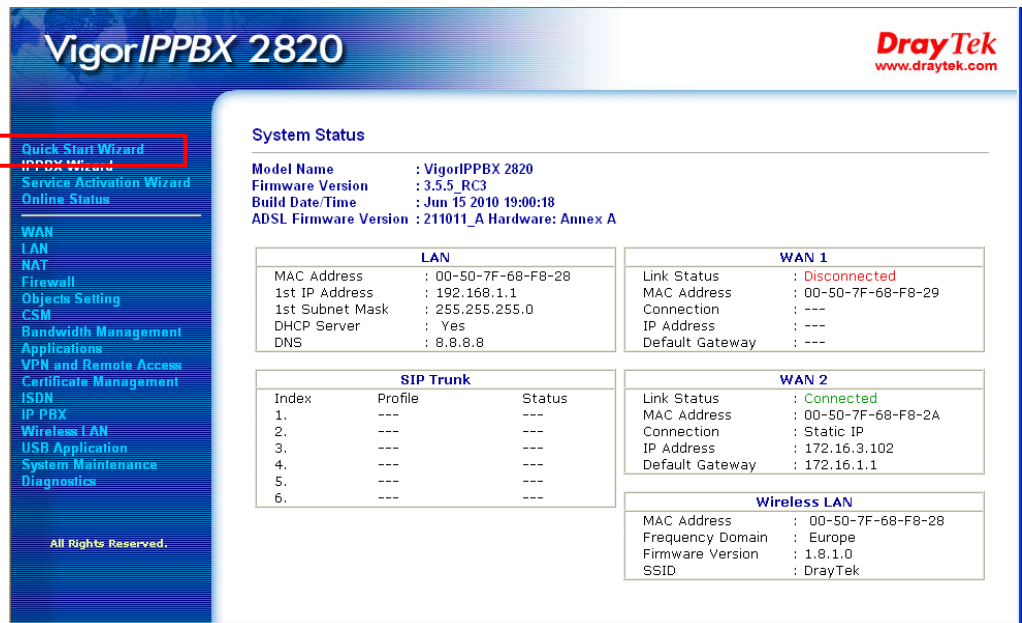 VigorIPPBX 2820
DrayTek
www.draytek.com
Quick Start Wizard
IPPBX Wizard
Service Activation Wizard
Online Status
WAN
LAN
NAT
Firewall
Objects Setting
CSM
Bandwidth Management
Applications
VPN and Remote Access
Certificate Management
ISDN
IP PBX
Wireless LAN
USB Application
System Maintenance
Diagnostics
All Rights Reserved.
System Status
Model Name : VigorIPPBX 2820
Firmware Version : 3.5.5_RC3
Build Date/Time : Jun 15 2010 19:00:18
ADSL Firmware Version : 211011_A Hardware: Annex A
LAN
MAC Address : 00-50-7F-68-F8-28
1st IP Address : 192.168.1.1
1st Subnet Mask : 255.255.255.0
DHCP Server : Yes
DNS : 8.8.8.8
SIP Trunk
Index Profile Status
1. --- ---
2. --- ---
3. --- ---
4. --- ---
5. --- ---
6. --- ---
WAN 1
Link Status : Disconnected
MAC Address : 00-50-7F-68-F8-29
Connection : ---
IP Address : ---
Default Gateway : ---
WAN 2
Link Status : Connected
MAC Address : 00-50-7F-68-F8-2A
Connection : Static IP
IP Address : 172.16.3.102
Default Gateway : 172.16.1.1
Wireless LAN
MAC Address : 00-50-7F-68-F8-28
Frequency Domain : Europe
Firmware Version : 1.8.1.0
SSID : DrayTek